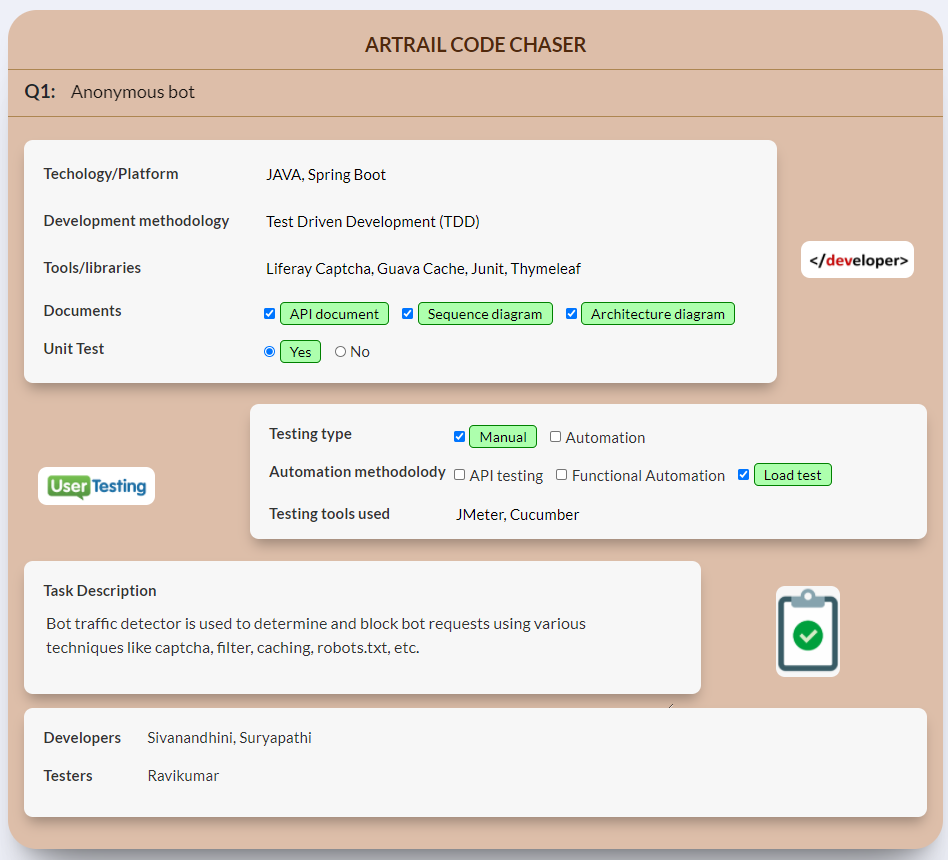 ARTRAIL CODE CHASER
Q1: Anonymous bot
Techology/Platform JAVA, Spring Boot
Development methodology Test Driven Development (TDD)
Tools/libraries Liferay Captcha, Guava Cache, Junit, Thymeleaf
Documents API document Sequence diagram Architecture diagram
Unit Test Yes No
</developer>
Testing type Manual Automation
Automation methodolody API testing Functional Automation Load test
Testing tools used JMeter, Cucumber
UserTesting
Task Description
Bot traffic detector is used to determine and block bot requests using various
techniques like captcha, filter, caching, robots.txt, etc.
Developers Sivanandhini, Suryapathi
Testers Ravikumar